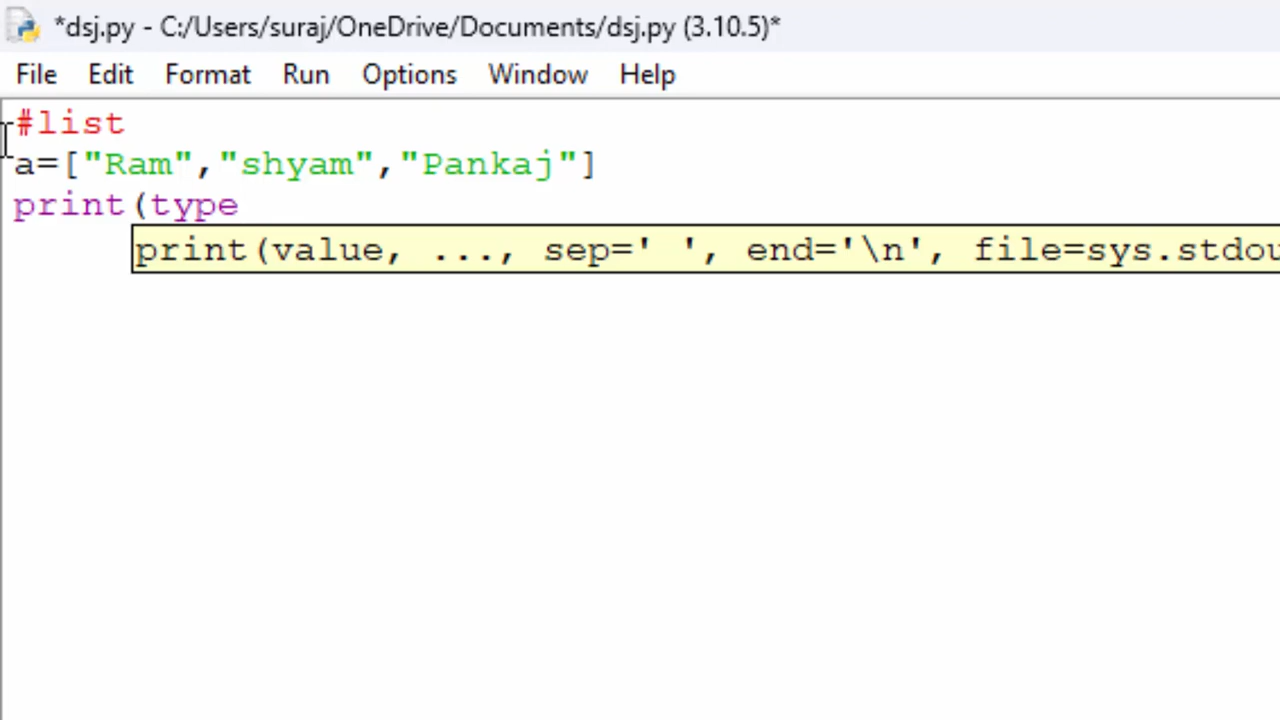 *dsj.py - C:/Users/suraj/OneDrive/Documents/dsj.py (3.10.5)*
File Edit Format Run Options Window Help
#list
a=["Ram","shyam","Pankaj"]
print(type
print(value, ..., sep=' ', end='\n', file=sys.stdou